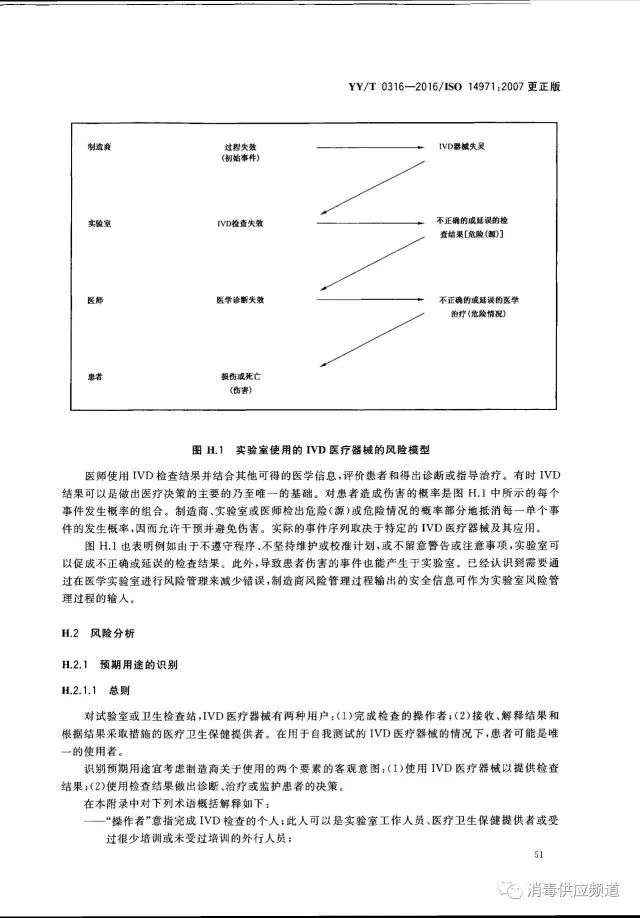 YY/T 0316—2016/ISO 14971:2007 更正版
制造商 过程失效 IVD器械失灵
(初始事件)
实验室 IVD检查失效 不正确的或延误的检
查结果[危险(源)]
医师 医学诊断失效 不正确的或延误的医学
治疗(危险情况)
患者 损伤或死亡
(伤害)
图 H.1 实验室使用的 IVD 医疗器械的风险模型
医师使用 IVD 检查结果并结合其他可得的医学信息,评价患者和得出诊断或指导治疗。有时 IVD
结果可以是做出医疗决策的主要的乃至唯一的基础。对患者造成伤害的概率是图 H.1 中所示的每个
事件发生概率的组合。制造商、实验室或医师检出危险(源)或危险情况的概率部分地抵消每一单个事
件的发生概率,因而允许干预并避免伤害。实际的事件序列取决于特定的 IVD 医疗器械及其应用。
图 H.1 也表明例如由于不遵守程序、不坚持维护或校准计划,或不留意警告或注意事项,实验室可
以促成不正确或延误的检查结果。此外,导致患者伤害的事件也能产生于实验室。已经认识到需要通
过在医学实验室进行风险管理来减少错误,制造商风险管理过程输出的安全信息可作为实验室风险管
理过程的输入。
H.2 风险分析
H.2.1 预期用途的识别
H.2.1.1 总则
对试验室或卫生检查站,IVD 医疗器械有两种用户:(1)完成检查的操作者;(2)接收、解释结果和
根据结果采取措施的医疗卫生保健提供者。在用于自我测试的 IVD 医疗器械的情况下,患者可能是唯
一的使用者。
识别预期用途宜考虑制造商关于使用的两个要素的客观意图:(1)使用 IVD 医疗器械以提供检查
结果;(2)使用检查结果做出诊断、治疗或监护患者的决策。
在本附录中对下列术语概括解释如下:
——“操作者”意指完成 IVD 检查的个人;此人可以是实验室工作人员、医疗卫生保健提供者或受
过很少培训或未受过培训的外行人员;
51
消毒供应频道